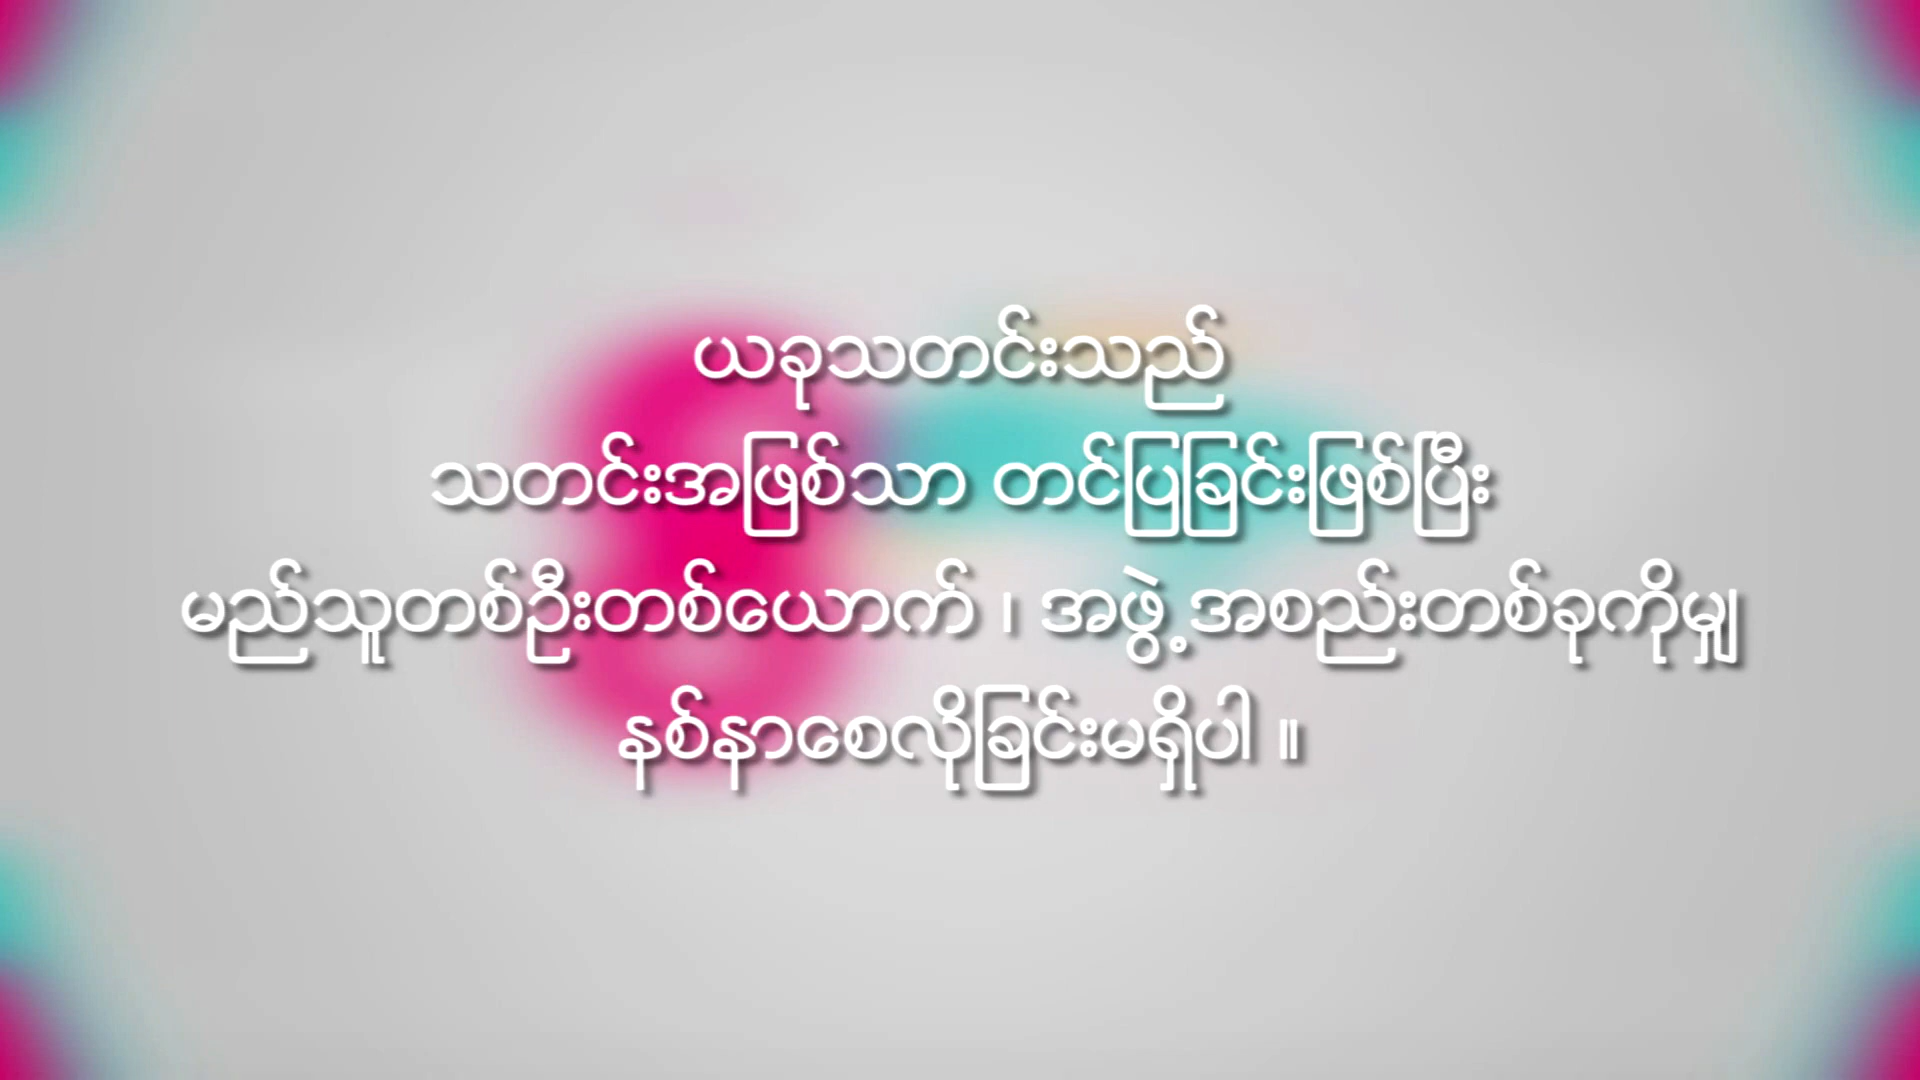 ယခုသတင်းသည်
သတင်းအဖြစ်သာ တင်ပြခြင်းဖြစ်ပြီး
မည်သူတစ်ဦးတစ်ယောက် ၊ အဖွဲ့အစည်းတစ်ခုကိုမျှ
နစ်နာစေလိုခြင်းမရှိပါ ။